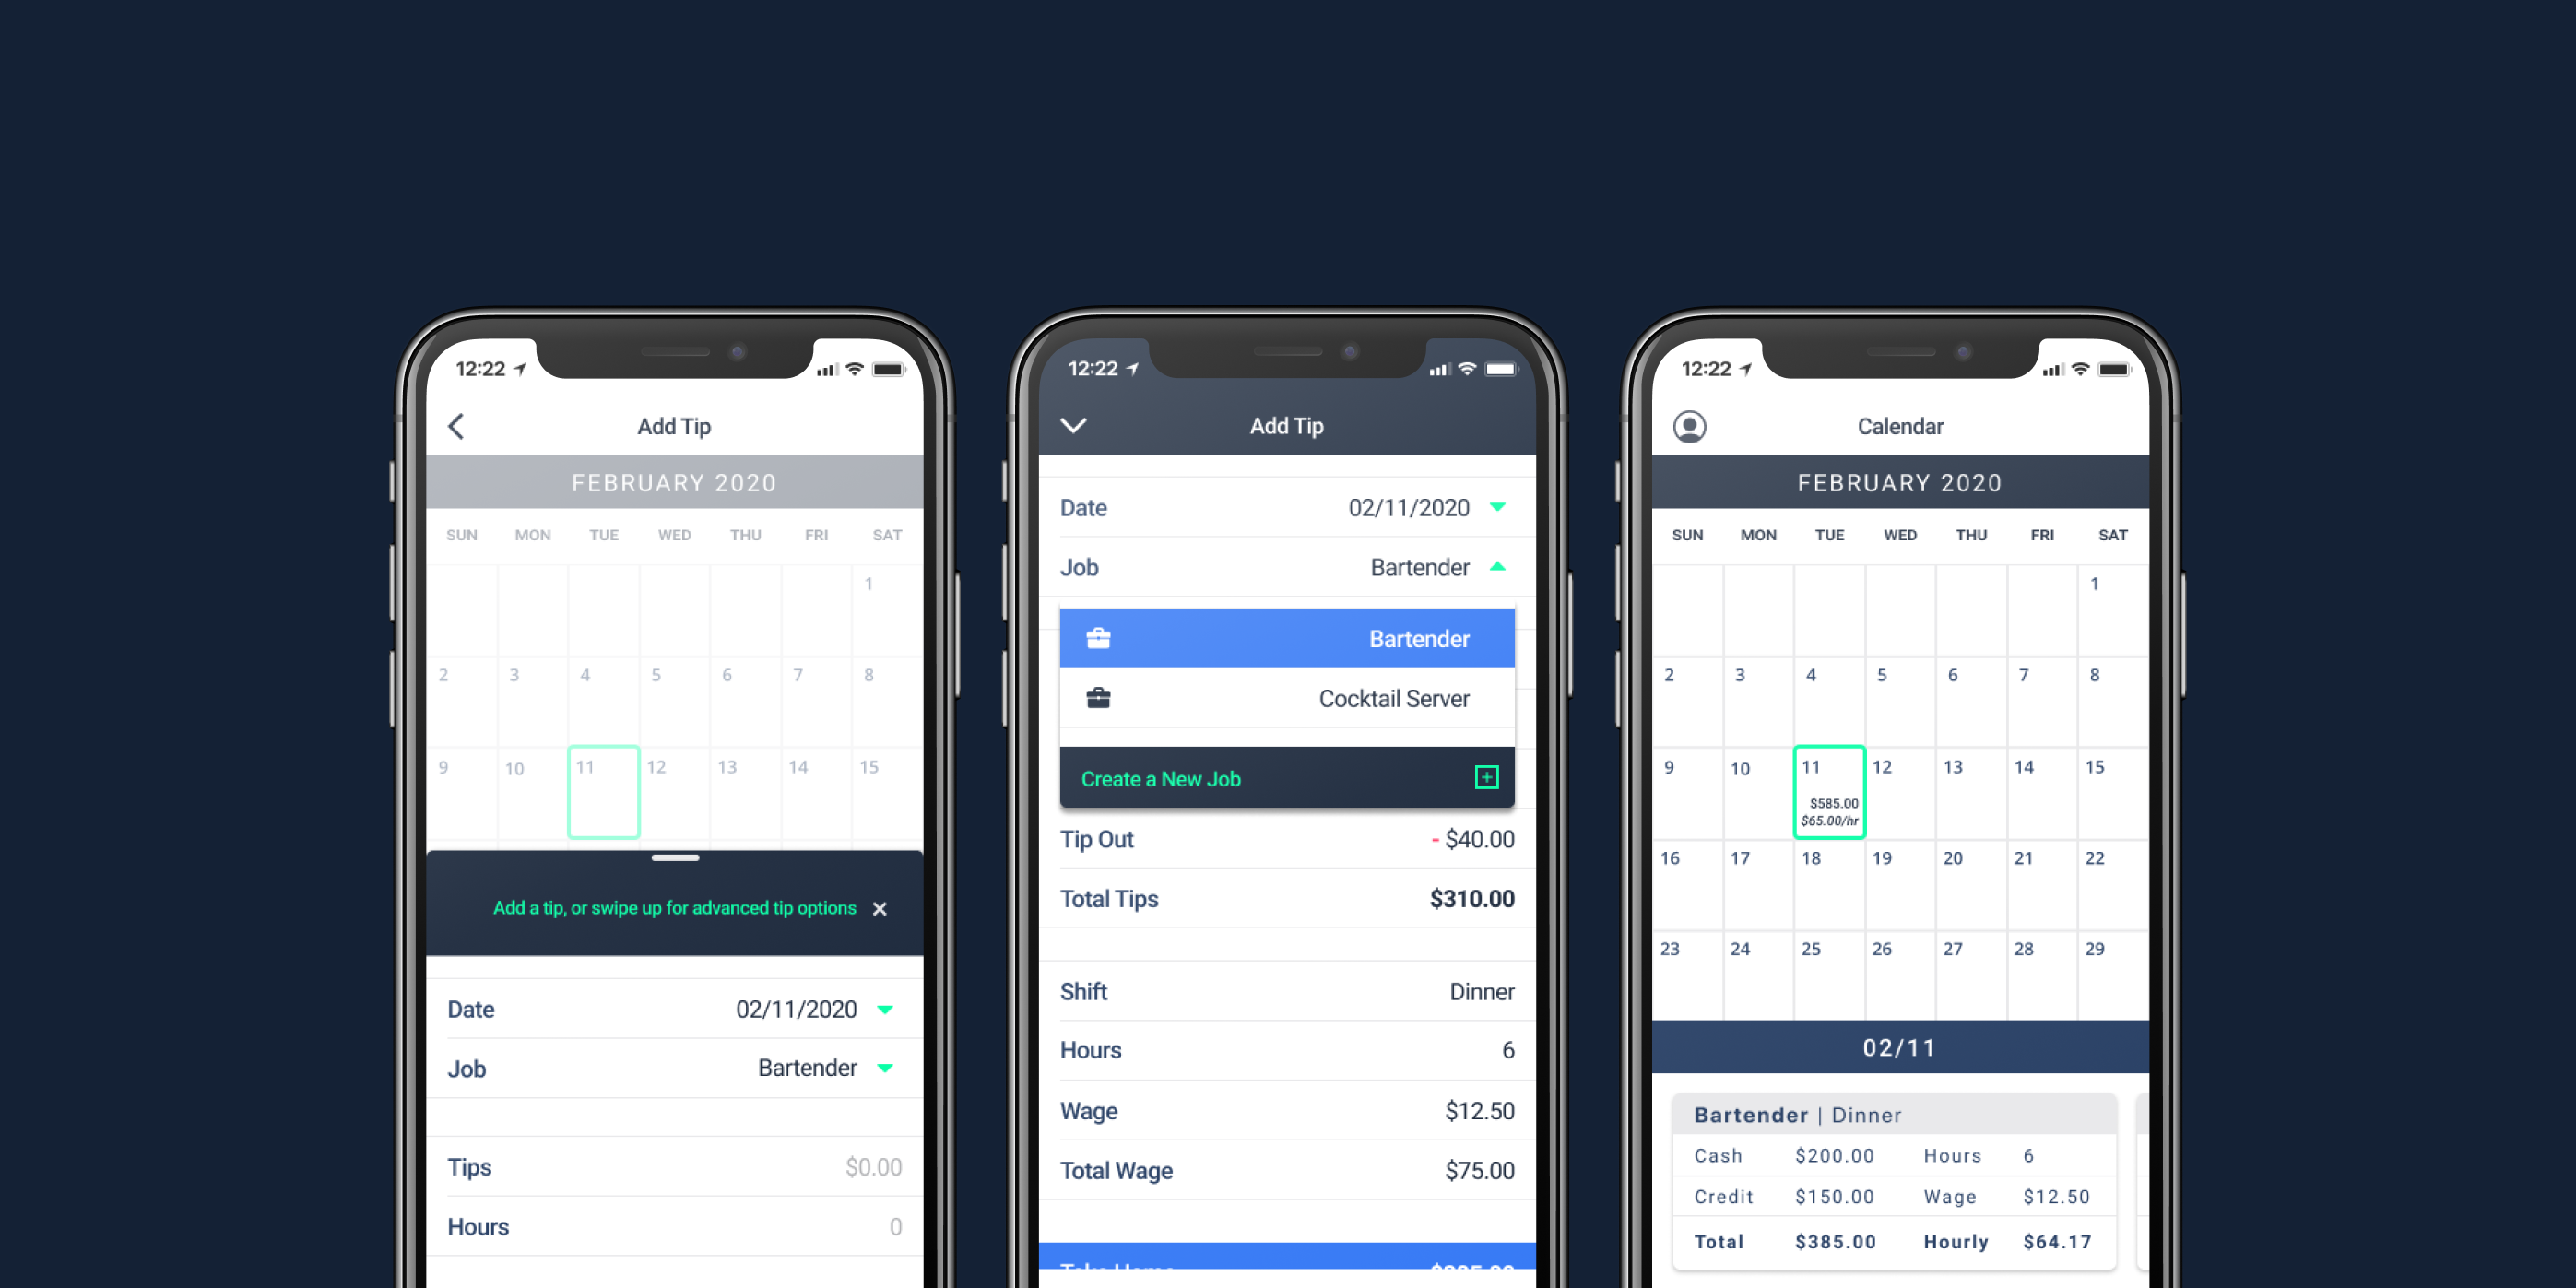 12:22
Add Tip
FEBRUARY 2020
SUN MON TUE WED THU FRI SAT
1
2 3 4 5 6 7 8
9 10 11 12 13 14 15
Add a tip, or swipe up for advanced tip options
Date 02/11/2020
Job Bartender
Tips $0.00
Hours 0
12:22
Add Tip
Date 02/11/2020
Job Bartender
Bartender
Cocktail Server
Create a New Job
Tip Out - $40.00
Total Tips $310.00
Shift Dinner
Hours 6
Wage $12.50
Total Wage $75.00
12:22
Calendar
FEBRUARY 2020
SUN MON TUE WED THU FRI SAT
1
2 3 4 5 6 7 8
9 10 11 12 13 14 15
$585.00
$65.00/hr
16 17 18 19 20 21 22
23 24 25 26 27 28 29
02/11
Bartender | Dinner
Cash $200.00 Hours 6
Credit $150.00 Wage $12.50
Total $385.00 Hourly $64.17